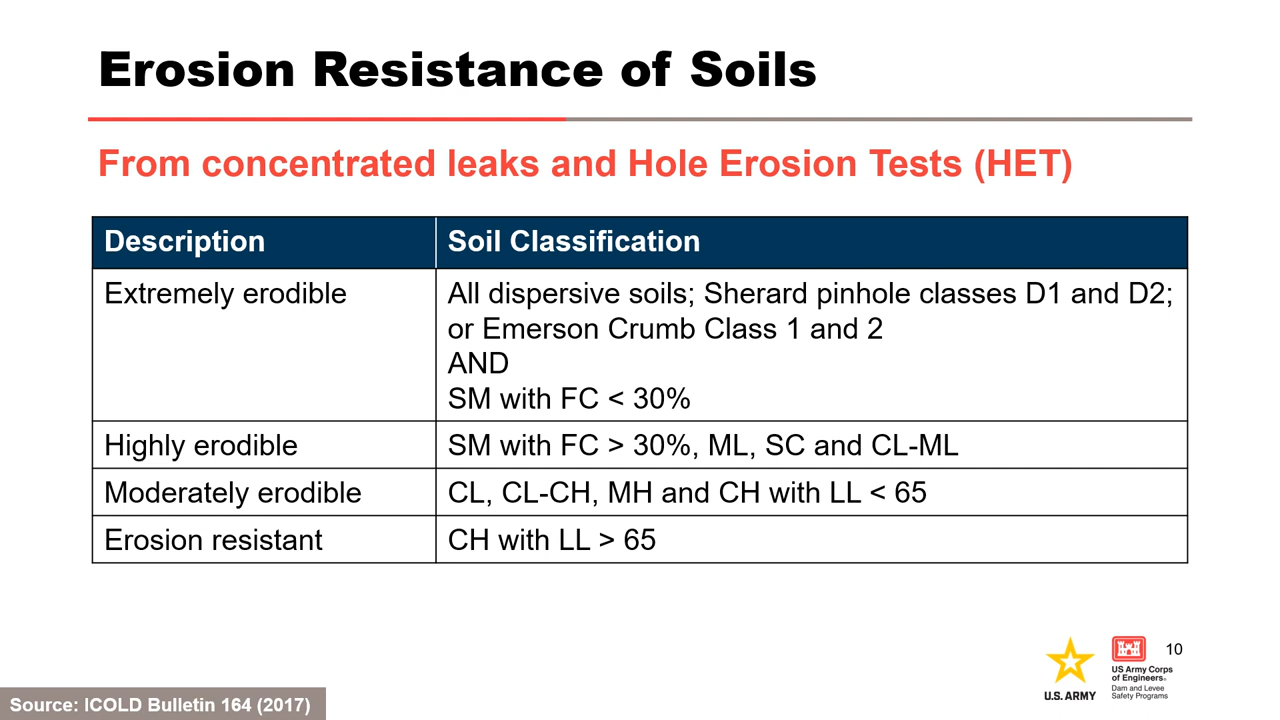 Erosion Resistance of Soils
From concentrated leaks and Hole Erosion Tests (HET)
Description
Soil Classification
Extremely erodible
All dispersive soils; Sherard pinhole classes D1 and D2;
or Emerson Crumb Class 1 and 2
AND
SM with FC < 30%
Highly erodible
SM with FC > 30%, ML, SC and CL-ML
Moderately erodible
CL, CL-CH, MH and CH with LL < 65
Erosion resistant
CH with LL > 65
U.S. ARMY
US Army Corps
of Engineers®
Dam and Levee
Safety Programs
10
Source: ICOLD Bulletin 164 (2017)